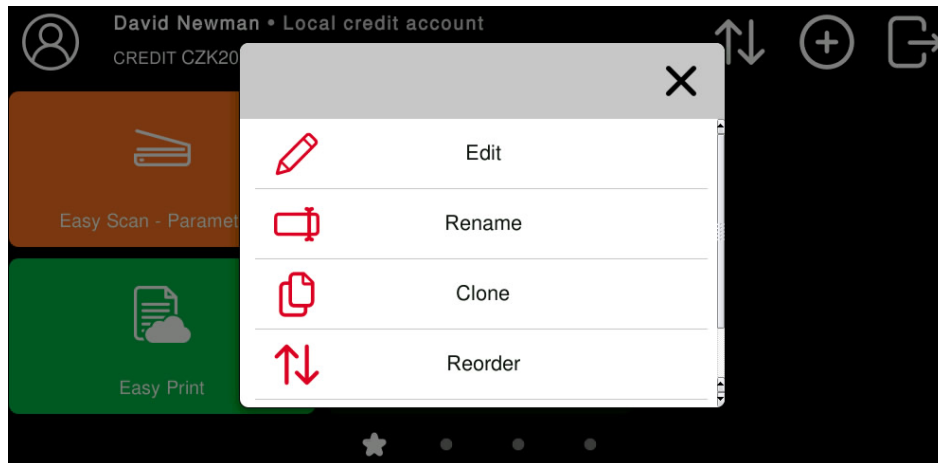 David Newman • Local credit account
CREDIT CZK20
Edit
Easy Scan - Paramet
Rename
Clone
Reorder
Easy Print